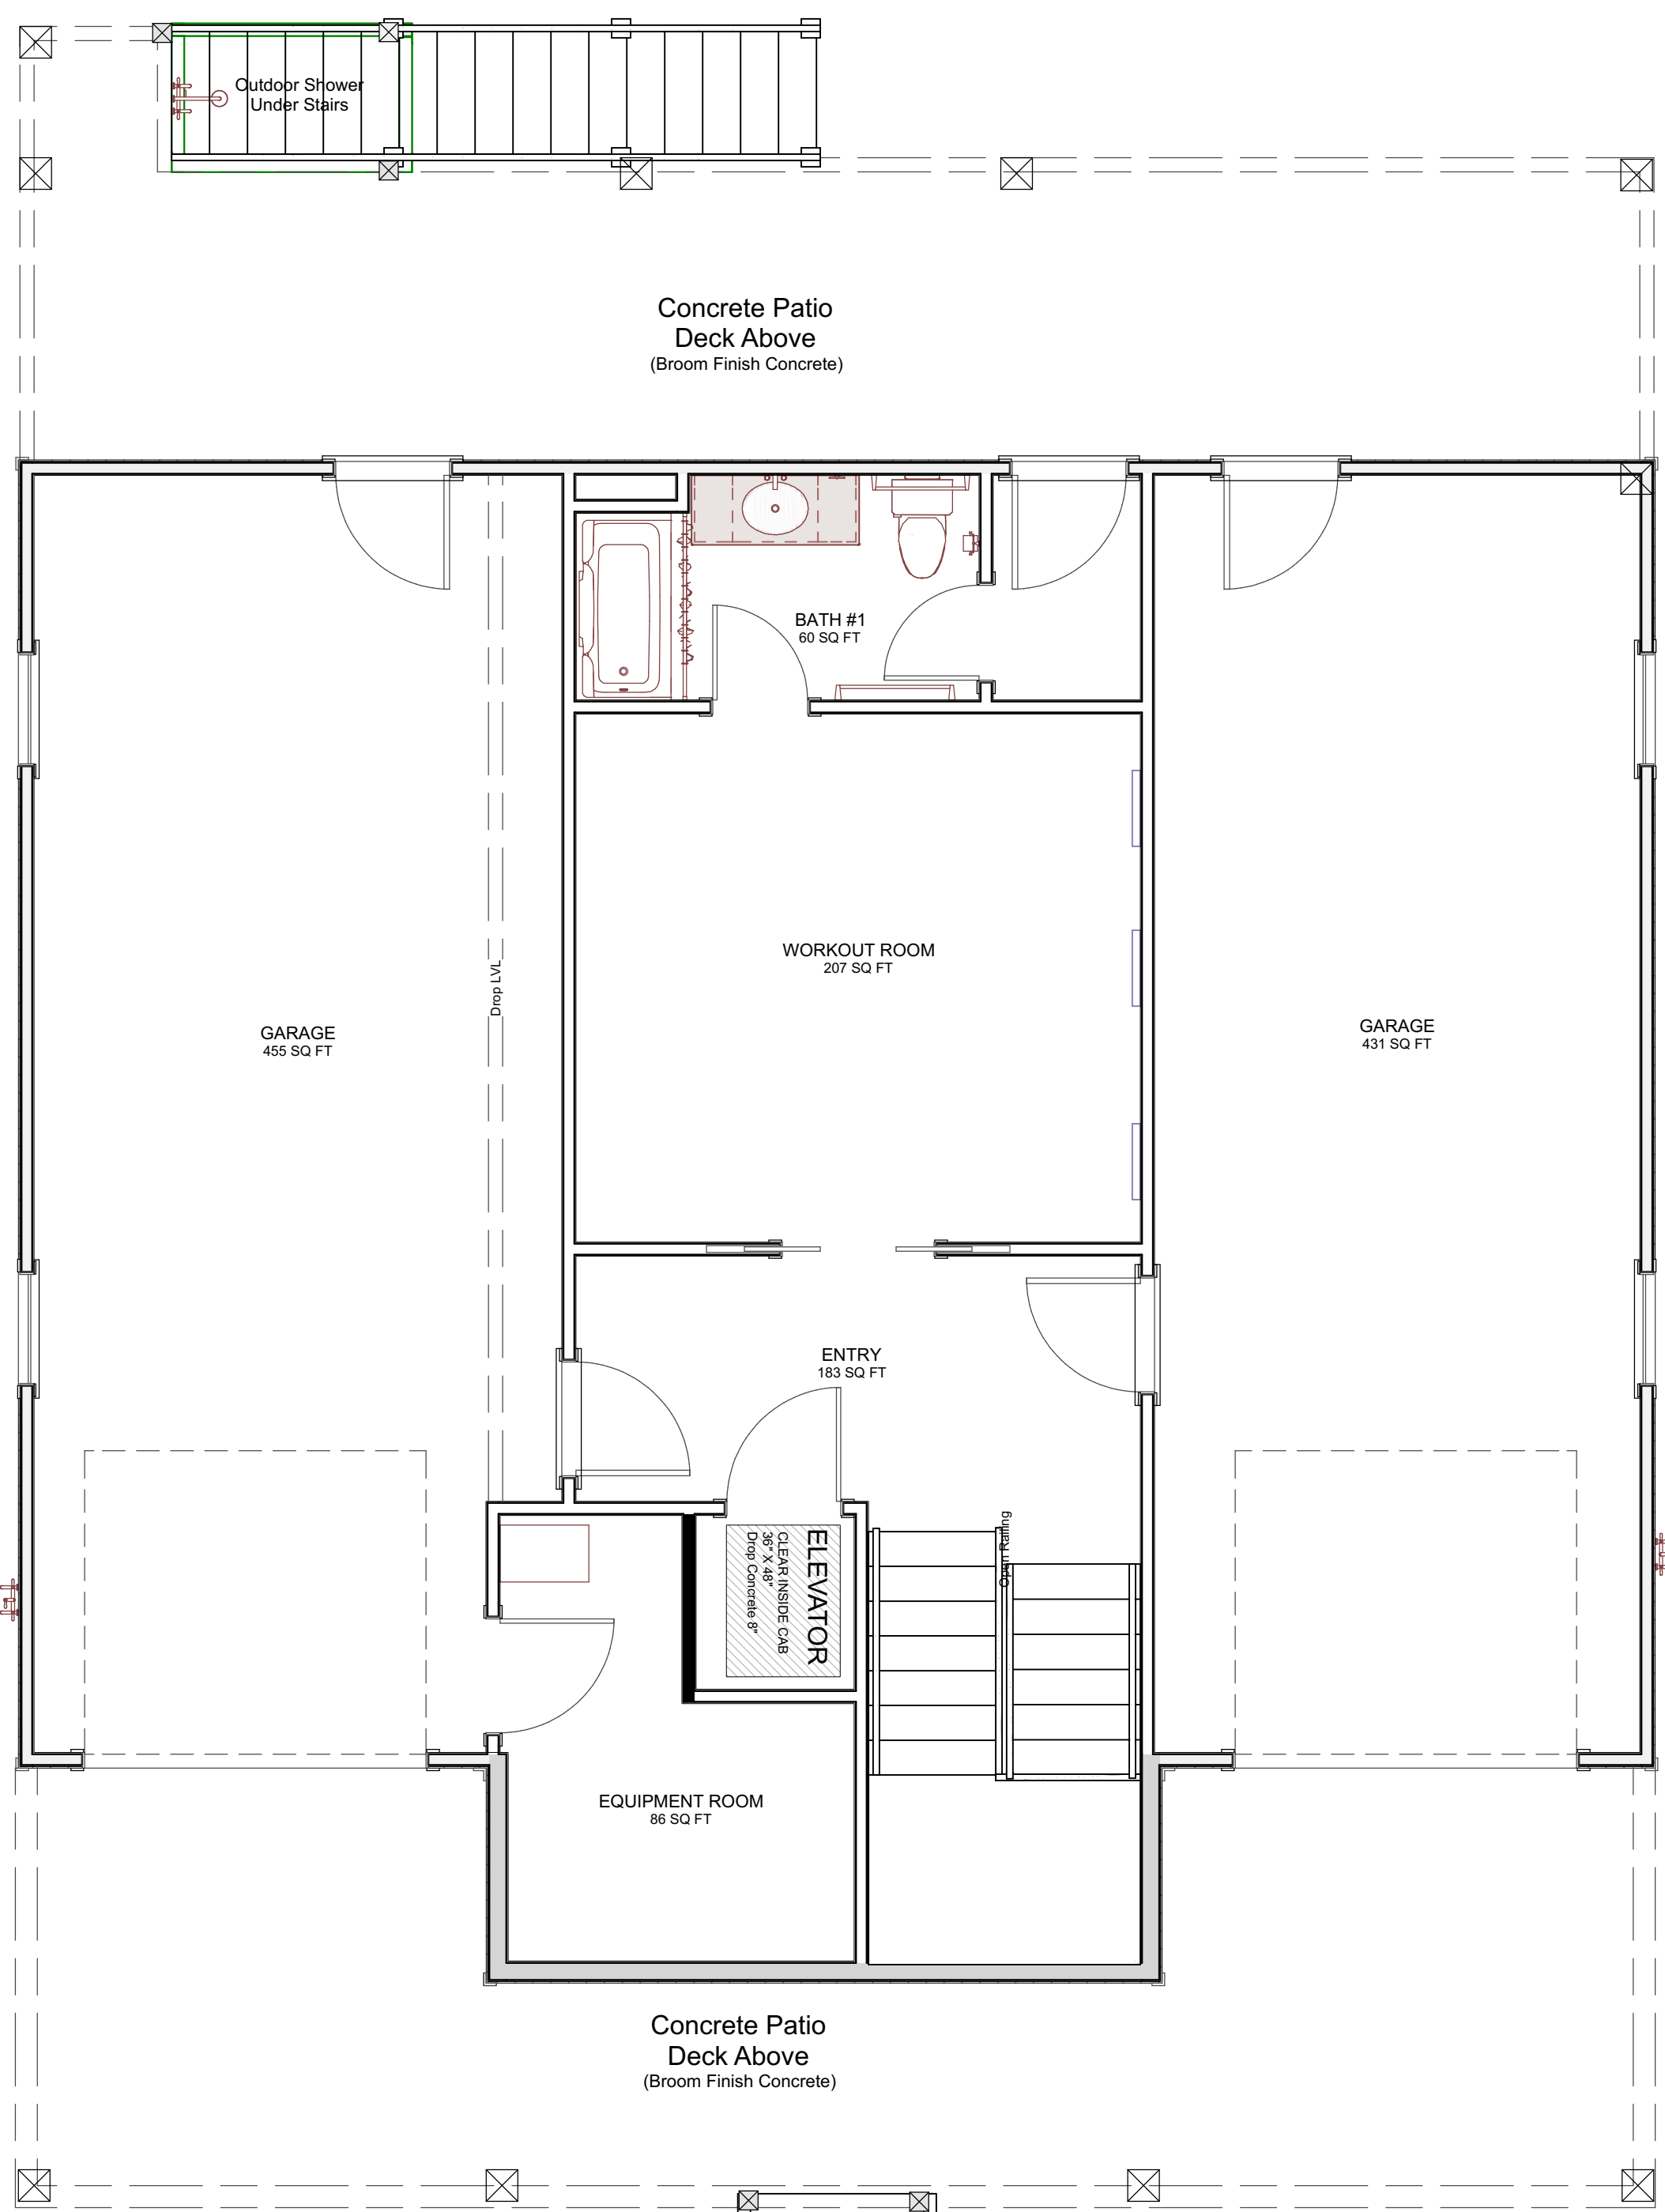 Outdoor Shower
Under Stairs
Concrete Patio
Deck Above
(Broom Finish Concrete)
BATH #1
60 SQ FT
WORKOUT ROOM
207 SQ FT
Drop LVL
GARAGE
455 SQ FT
GARAGE
431 SQ FT
ENTRY
183 SQ FT
Open Railing
ELEVATOR
CLEAR INSIDE CAB
36" X 48"
Drop Concrete 8"
EQUIPMENT ROOM
86 SQ FT
Concrete Patio
Deck Above
(Broom Finish Concrete)